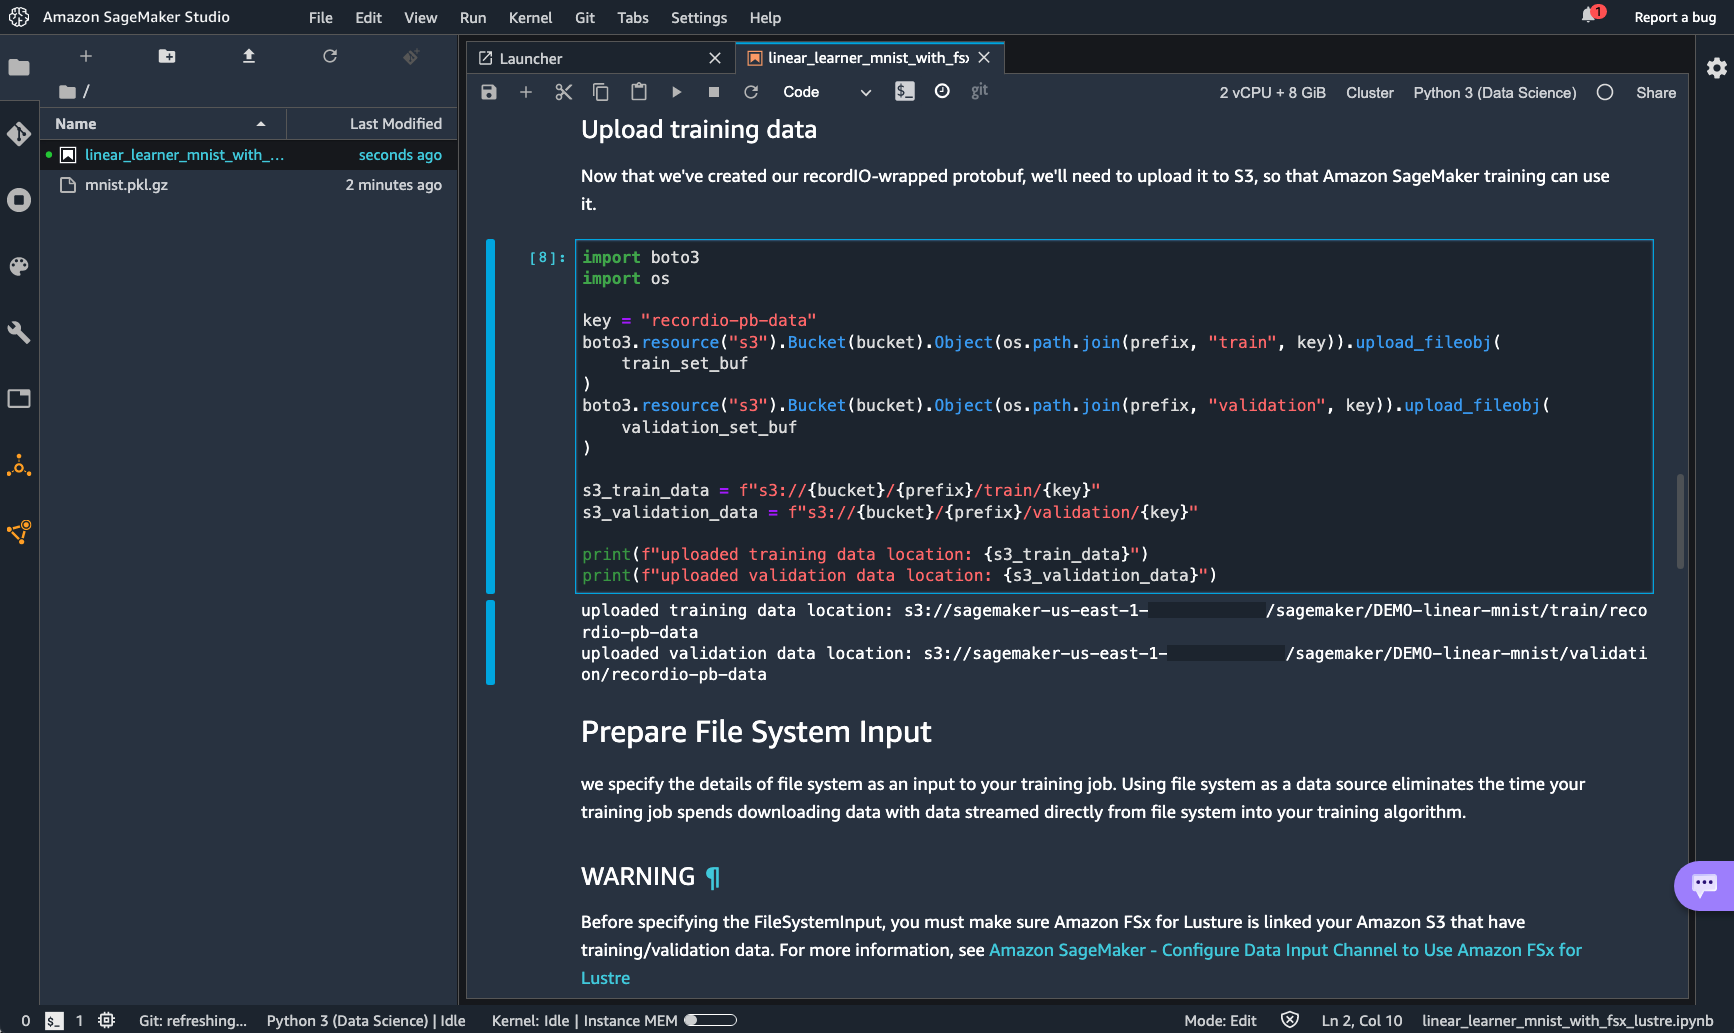 Amazon SageMaker Studio
File Edit View Run Kernel Git Tabs Settings Help
1
Report a bug
Launcher
linear_learner_mnist_with_fsx
/
Code
$_
git
2 vCPU + 8 GiB Cluster Python 3 (Data Science) Share
Name Last Modified
linear_learner_mnist_with_... seconds ago
mnist.pkl.gz 2 minutes ago
Upload training data
Now that we've created our recordIO-wrapped protobuf, we'll need to upload it to S3, so that Amazon SageMaker training can use
it.
[8]:
import boto3
import os
key = "recordio-pb-data"
boto3.resource("s3").Bucket(bucket).Object(os.path.join(prefix, "train", key)).upload_fileobj(
    train_set_buf
)
boto3.resource("s3").Bucket(bucket).Object(os.path.join(prefix, "validation", key)).upload_fileobj(
    validation_set_buf
)
s3_train_data = f"s3://{bucket}/{prefix}/train/{key}"
s3_validation_data = f"s3://{bucket}/{prefix}/validation/{key}"
print(f"uploaded training data location: {s3_train_data}")
print(f"uploaded validation data location: {s3_validation_data}")
uploaded training data location: s3://sagemaker-us-east-1- /sagemaker/DEMO-linear-mnist/train/reco
rdio-pb-data
uploaded validation data location: s3://sagemaker-us-east-1- /sagemaker/DEMO-linear-mnist/validati
on/recordio-pb-data
Prepare File System Input
we specify the details of file system as an input to your training job. Using file system as a data source eliminates the time your
training job spends downloading data with data streamed directly from file system into your training algorithm.
WARNING ¶
Before specifying the FileSystemInput, you must make sure Amazon FSx for Lusture is linked your Amazon S3 that have
training/validation data. For more information, see Amazon SageMaker - Configure Data Input Channel to Use Amazon FSx for
Lustre
0 $_ 1 Git: refreshing... Python 3 (Data Science) | Idle Kernel: Idle | Instance MEM Mode: Edit Ln 2, Col 10 linear_learner_mnist_with_fsx_lustre.ipynb